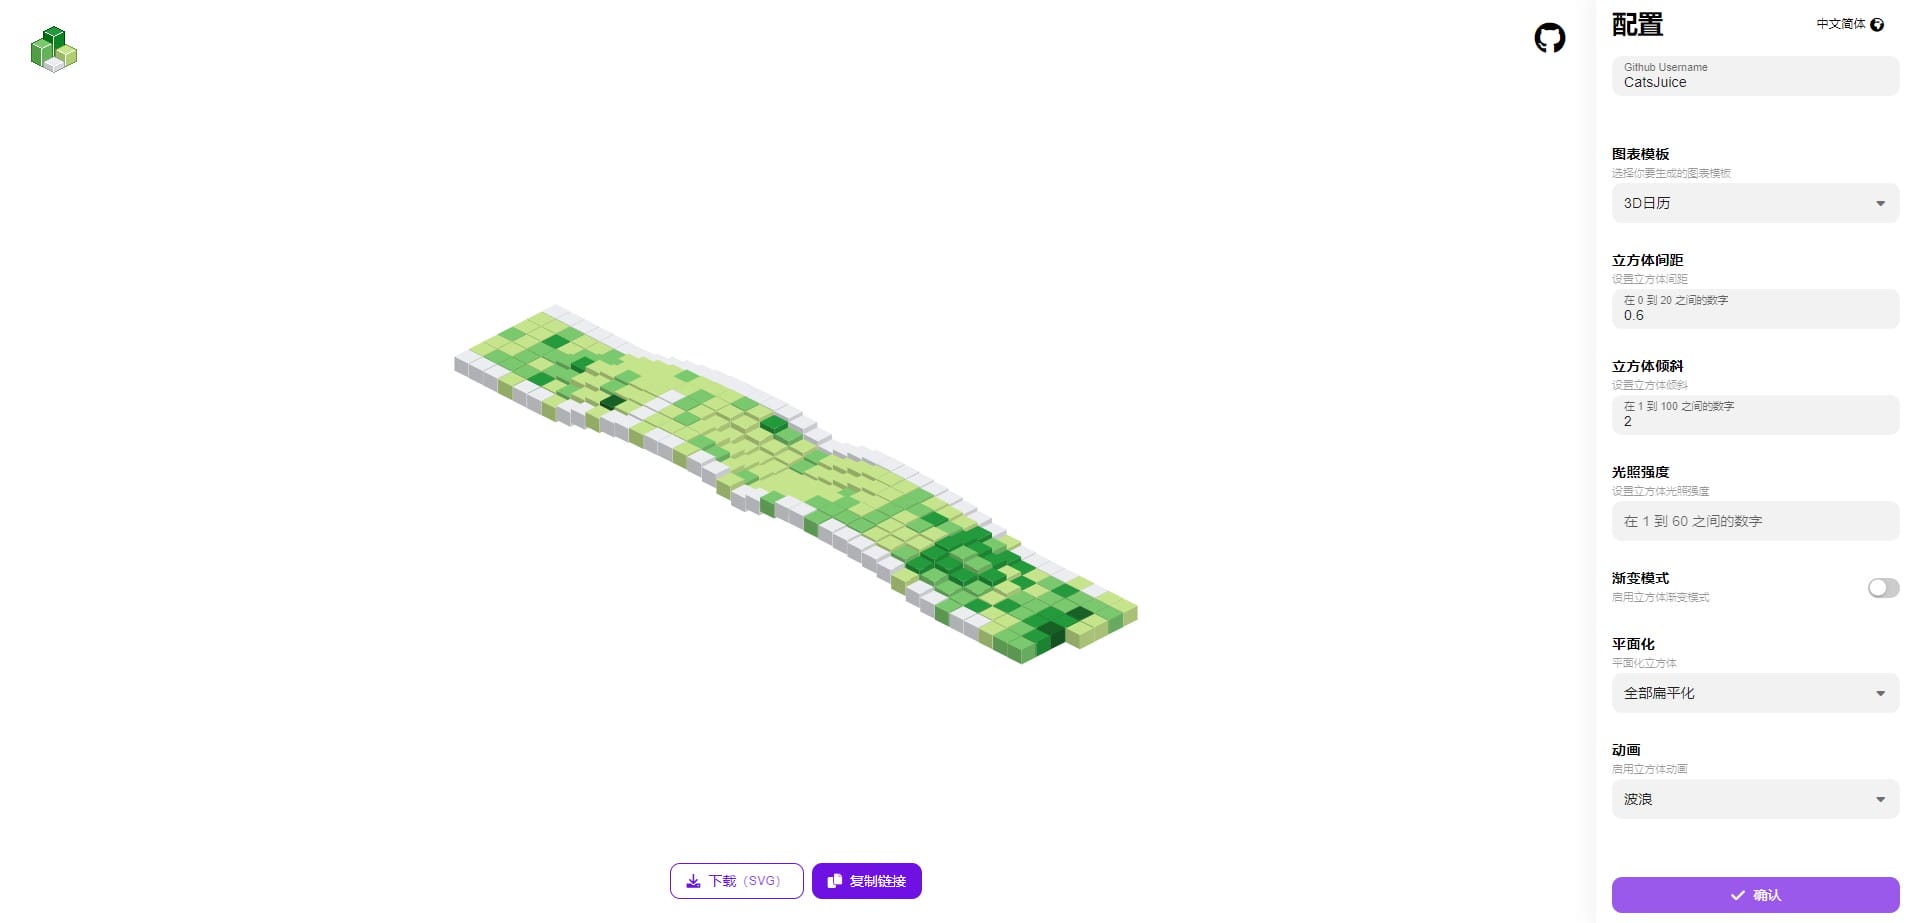 配置
中文简体
Github Username
CatsJuice
图表模板
选择你要生成的图表模板
3D日历
立方体间距
设置立方体间距
在 0 到 20 之间的数字
0.6
立方体倾斜
设置立方体倾斜
在 1 到 100 之间的数字
2
光照强度
设置立方体光照强度
在 1 到 60 之间的数字
渐变模式
启用立方体渐变模式
平面化
平面化立方体
全部扁平化
动画
启用立方体动画
波浪
下载（SVG）
复制链接
确认